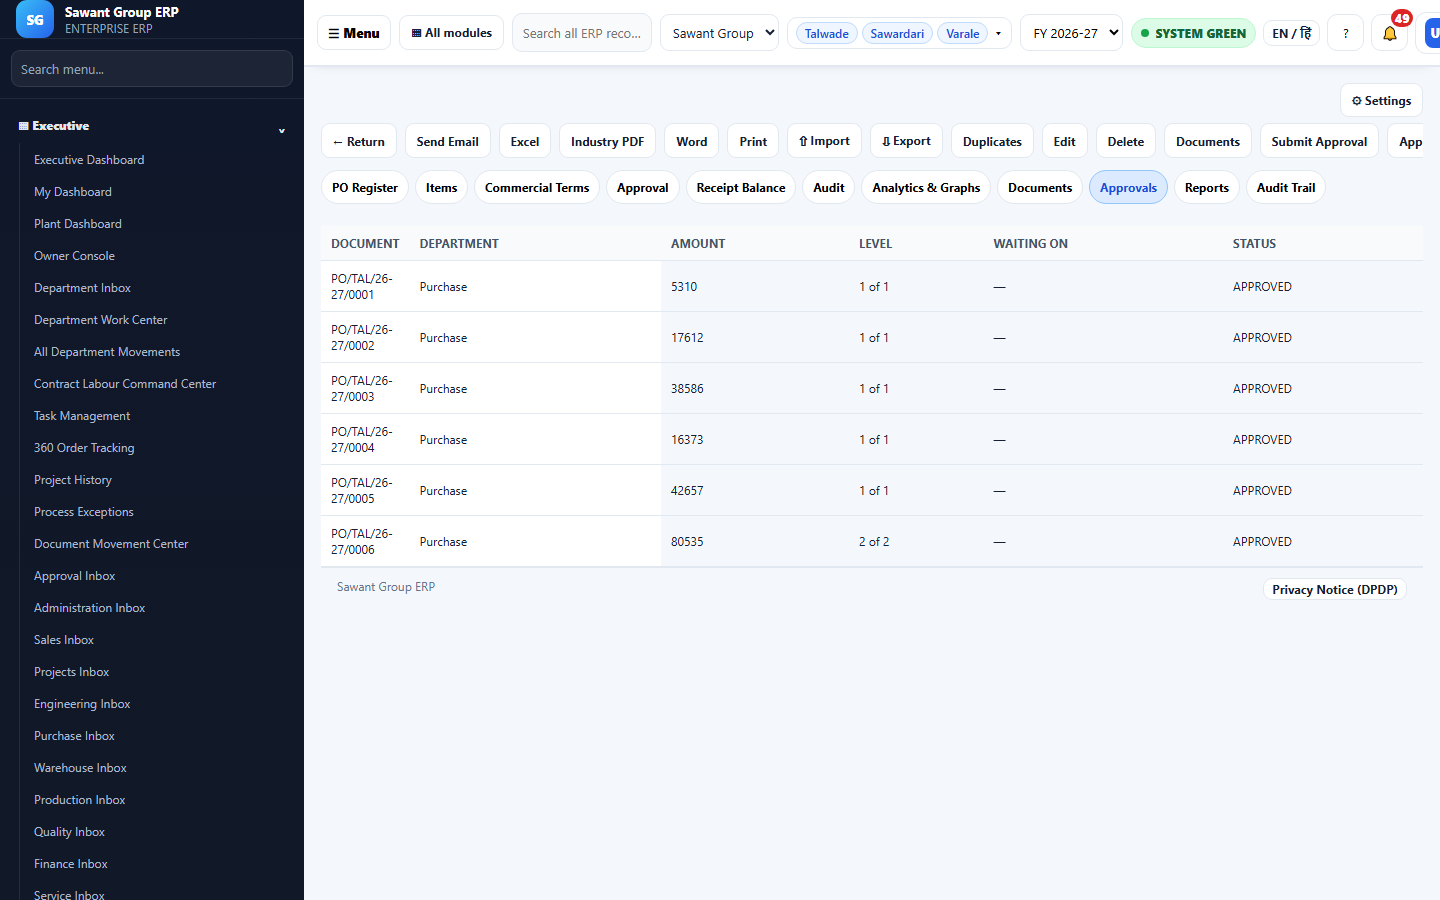 SG
Sawant Group ERP
ENTERPRISE ERP
Search menu...
Executive
Executive Dashboard
My Dashboard
Plant Dashboard
Owner Console
Department Inbox
Department Work Center
All Department Movements
Contract Labour Command Center
Task Management
360 Order Tracking
Project History
Process Exceptions
Document Movement Center
Approval Inbox
Administration Inbox
Sales Inbox
Projects Inbox
Engineering Inbox
Purchase Inbox
Warehouse Inbox
Production Inbox
Quality Inbox
Finance Inbox
Service Inbox
☰ Menu
All modules
Search all ERP reco...
Sawant Group
Talwade
Sawardari
Varale
FY 2026-27
SYSTEM GREEN
EN / हिं
?
49
U
⚙ Settings
← Return
Send Email
Excel
Industry PDF
Word
Print
⇧ Import
⇩ Export
Duplicates
Edit
Delete
Documents
Submit Approval
App
PO Register
Items
Commercial Terms
Approval
Receipt Balance
Audit
Analytics & Graphs
Documents
Approvals
Reports
Audit Trail
DOCUMENT DEPARTMENT AMOUNT LEVEL WAITING ON STATUS
PO/TAL/26-27/0001 Purchase 5310 1 of 1 — APPROVED
PO/TAL/26-27/0002 Purchase 17612 1 of 1 — APPROVED
PO/TAL/26-27/0003 Purchase 38586 1 of 1 — APPROVED
PO/TAL/26-27/0004 Purchase 16373 1 of 1 — APPROVED
PO/TAL/26-27/0005 Purchase 42657 1 of 1 — APPROVED
PO/TAL/26-27/0006 Purchase 80535 2 of 2 — APPROVED
Sawant Group ERP
Privacy Notice (DPDP)